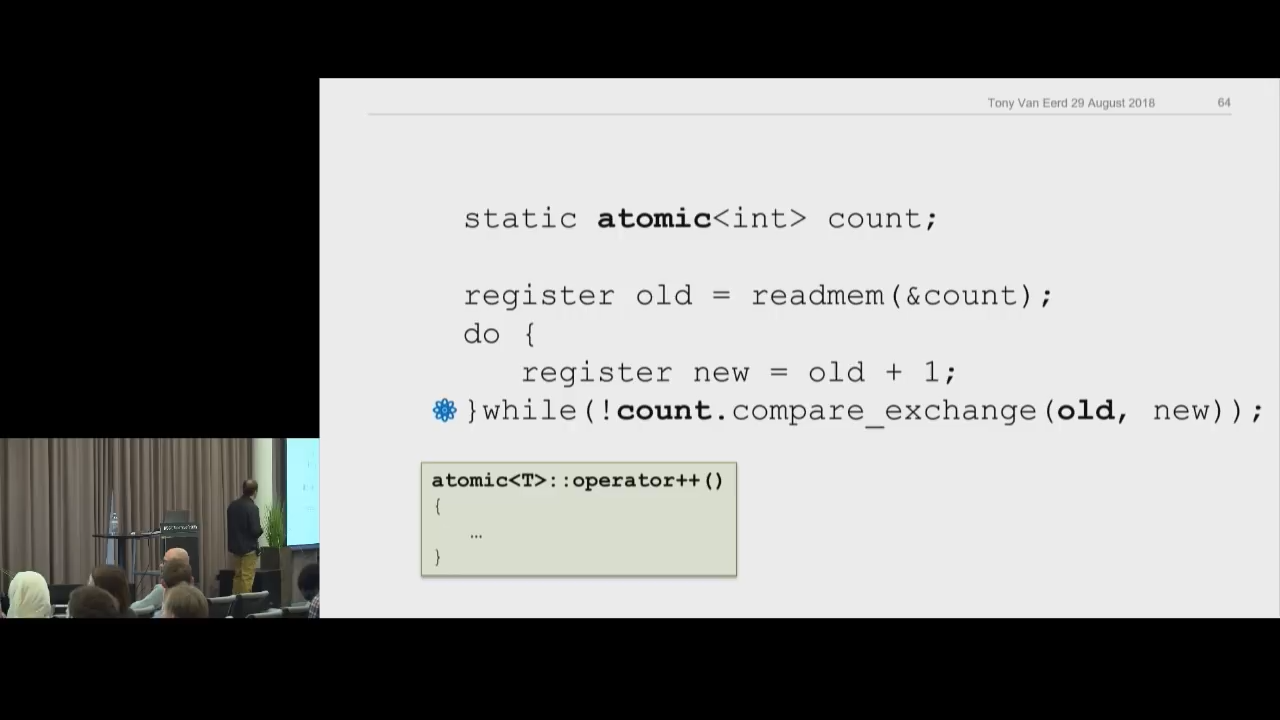 Tony Van Eerd 29 August 2018 64
static atomic<int> count;
register old = readmem(&count);
do {
register new = old + 1;
}while(!count.compare_exchange(old, new));
atomic<T>::operator++()
{
…
}